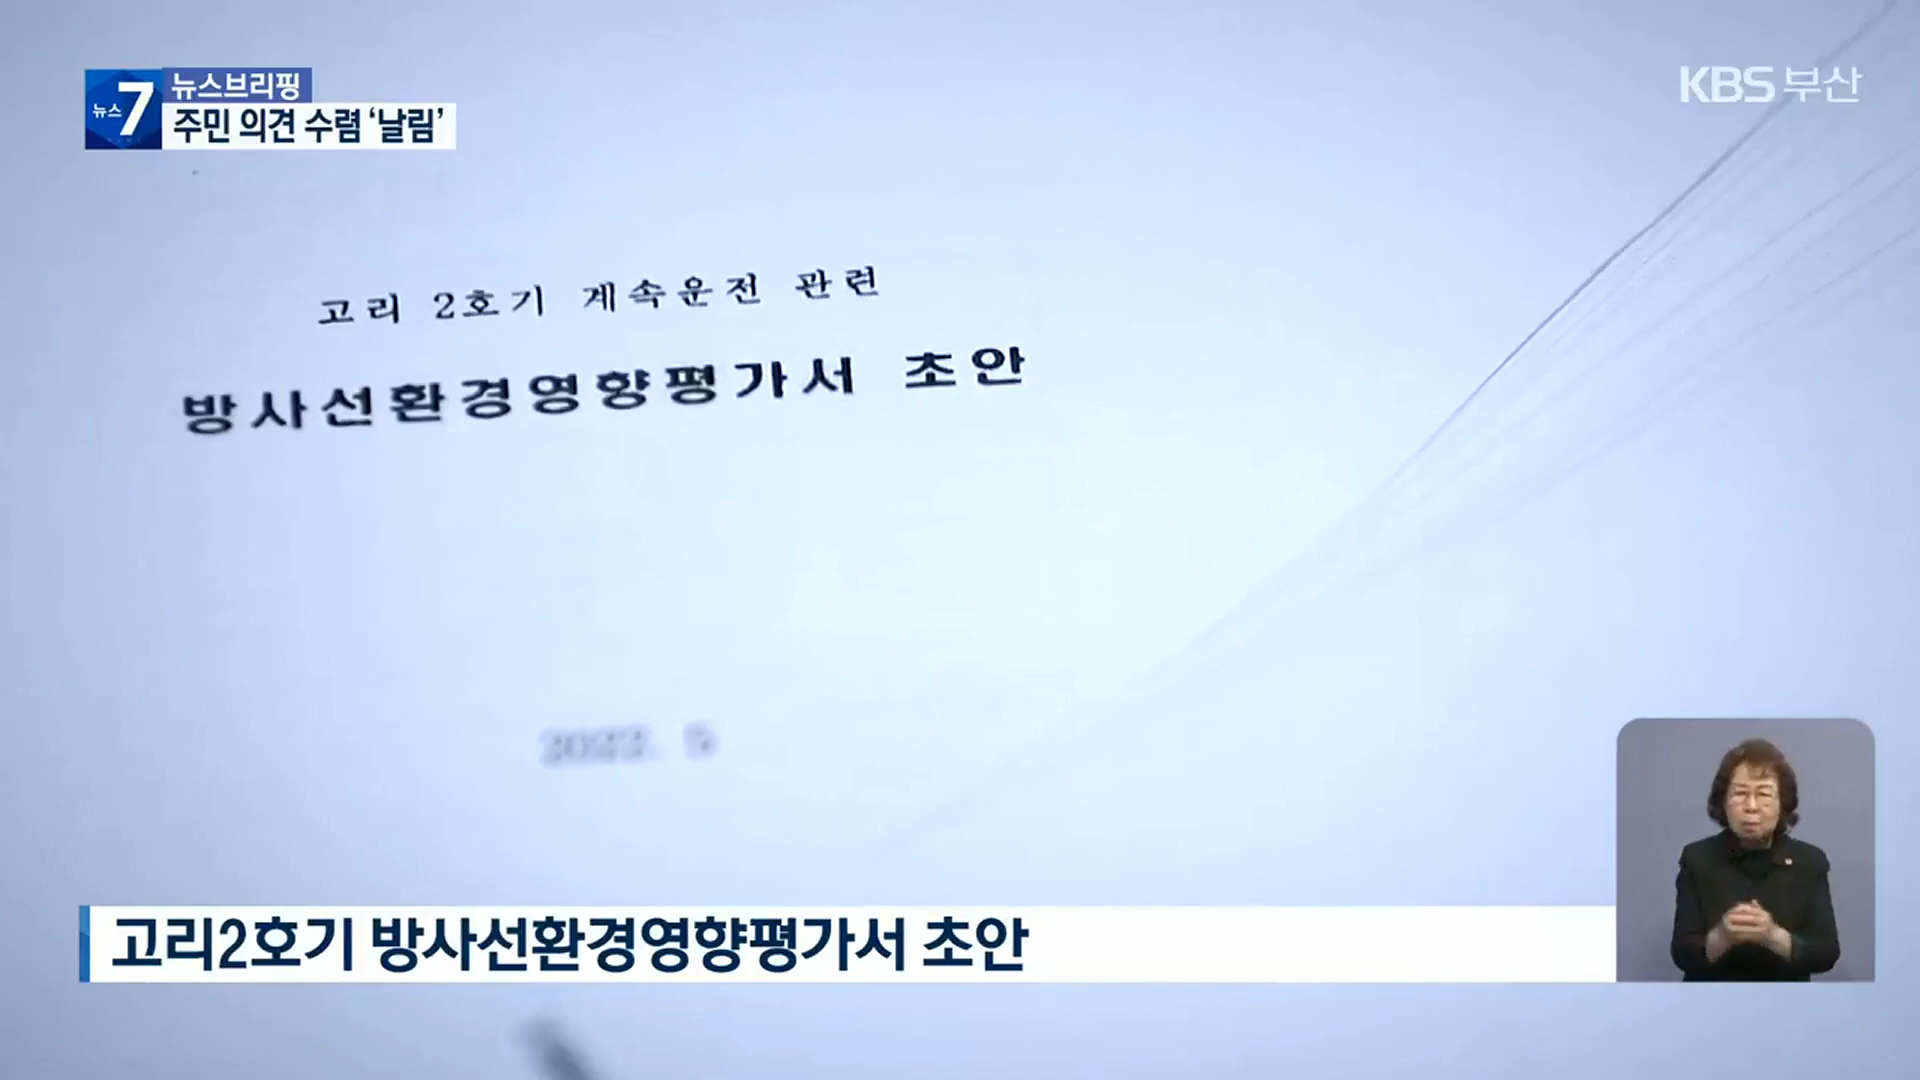 뉴스7
뉴스브리핑
주민 의견 수렴 ‘날림’
KBS 부산
고리 2호기 계속운전 관련
방사선환경영향평가서 초안
2022. 5
고리2호기 방사선환경영향평가서 초안